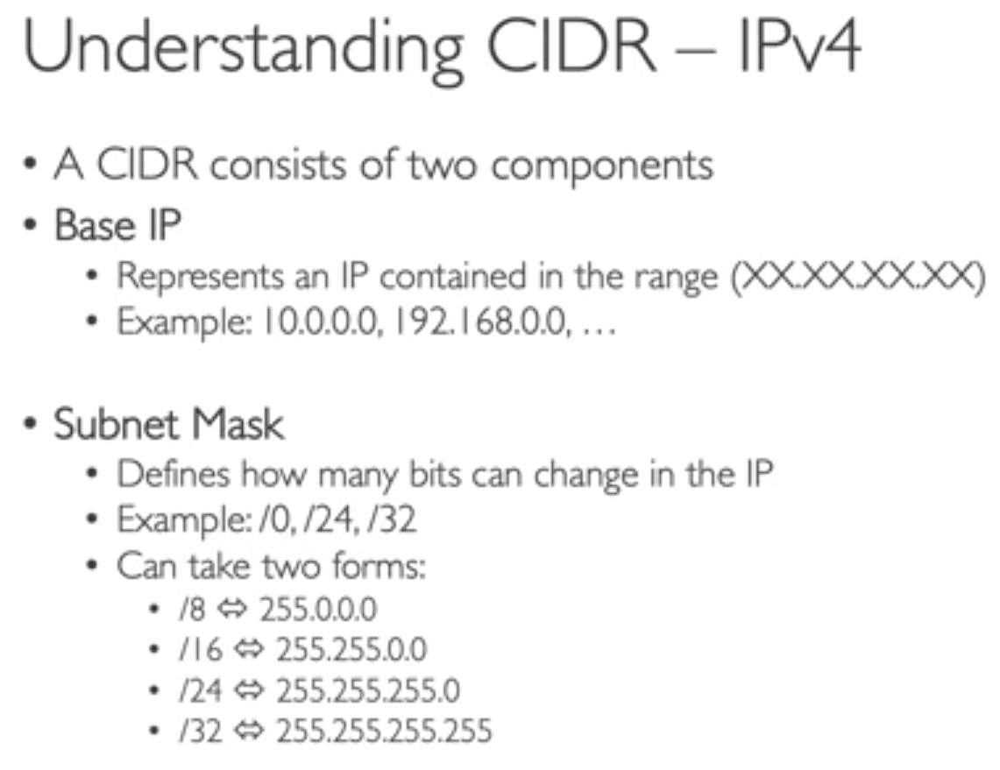 Understanding CIDR – IPv4
• A CIDR consists of two components
• Base IP
• Represents an IP contained in the range (XX.XX.XX.XX)
• Example: 10.0.0.0, 192.168.0.0, …
• Subnet Mask
• Defines how many bits can change in the IP
• Example: /0, /24, /32
• Can take two forms:
• /8 ⇔ 255.0.0.0
• /16 ⇔ 255.255.0.0
• /24 ⇔ 255.255.255.0
• /32 ⇔ 255.255.255.255